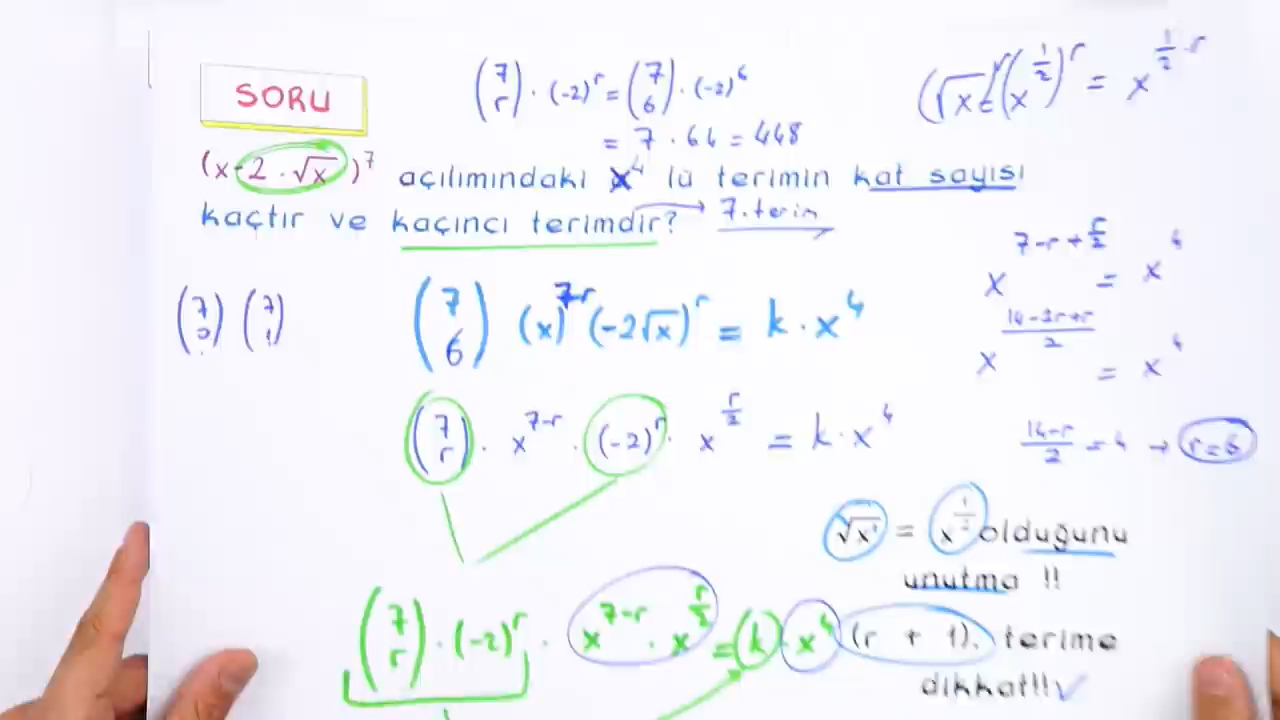 SORU
(7 r) · (-2)^r = (7 6) · (-2)^6
= 7 · 64 = 448
(√x)^r = (x^{1/2})^r = x^{1/2·r}
(x-2·√x)^7 açılımındaki x^4 lü terimin kat sayısı
kaçtır ve kaçıncı terimdir? → 7.terim
x^{7-r+r/2} = x^4
(7 0) (7 1)
(7 6) (x)^{7-r} (-2√x)^r = k · x^4
x^{(14-2r+r)/2} = x^4
(7 r) · x^{7-r} · (-2)^r · x^{r/2} = k · x^4
(14-r)/2 = 4 → r=6
√x^1 = x^{1/2} olduğunu
unutma !!
(7 r) · (-2)^r · x^{7-r} · x^{r/2} = k · x^4
(r + 1). terime
dikkat!!